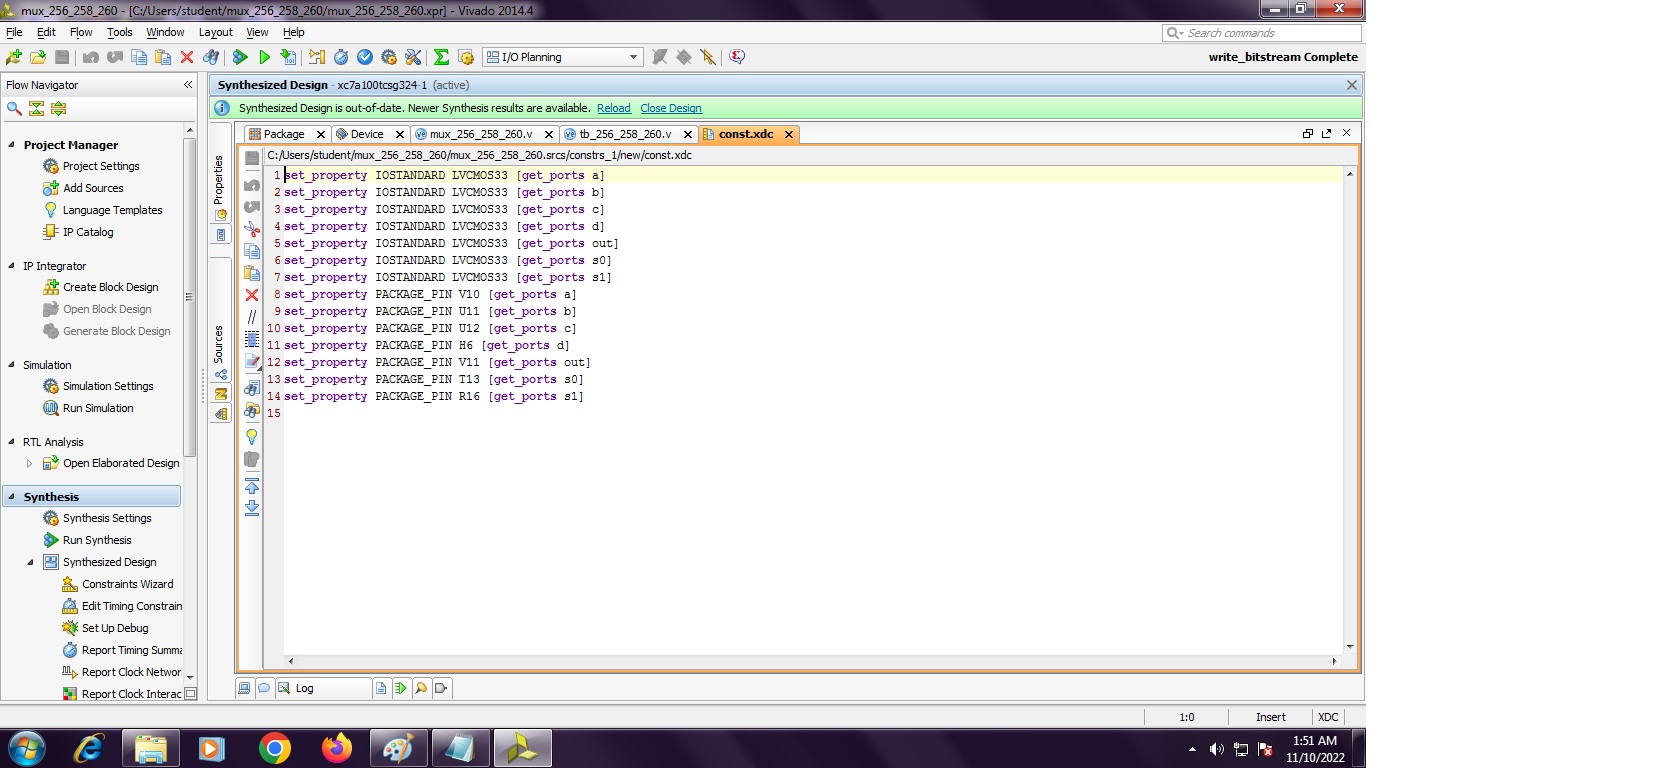 mux_256_258_260 - [C:/Users/student/mux_256_258_260/mux_256_258_260.xpr] - Vivado 2014.4
File Edit Flow Tools Window Layout View Help
Search commands
I/O Planning
write_bitstream Complete
Flow Navigator
Project Manager
Project Settings
Add Sources
Language Templates
IP Catalog
IP Integrator
Create Block Design
Open Block Design
Generate Block Design
Simulation
Simulation Settings
Run Simulation
RTL Analysis
Open Elaborated Design
Synthesis
Synthesis Settings
Run Synthesis
Synthesized Design
Constraints Wizard
Edit Timing Constrain
Set Up Debug
Report Timing Summa
Report Clock Networ
Report Clock Interac
Synthesized Design - xc7a100tcsg324-1 (active)
Synthesized Design is out-of-date. Newer Synthesis results are available. Reload Close Design
Properties
Sources
Package Device mux_256_258_260.v tb_256_258_260.v const.xdc
C:/Users/student/mux_256_258_260/mux_256_258_260.srcs/constrs_1/new/const.xdc
1 set_property IOSTANDARD LVCMOS33 [get_ports a]
2 set_property IOSTANDARD LVCMOS33 [get_ports b]
3 set_property IOSTANDARD LVCMOS33 [get_ports c]
4 set_property IOSTANDARD LVCMOS33 [get_ports d]
5 set_property IOSTANDARD LVCMOS33 [get_ports out]
6 set_property IOSTANDARD LVCMOS33 [get_ports s0]
7 set_property IOSTANDARD LVCMOS33 [get_ports s1]
8 set_property PACKAGE_PIN V10 [get_ports a]
9 set_property PACKAGE_PIN U11 [get_ports b]
10 set_property PACKAGE_PIN U12 [get_ports c]
11 set_property PACKAGE_PIN H6 [get_ports d]
12 set_property PACKAGE_PIN V11 [get_ports out]
13 set_property PACKAGE_PIN T13 [get_ports s0]
14 set_property PACKAGE_PIN R16 [get_ports s1]
15
Log
1:0 Insert XDC
1:51 AM
11/10/2022